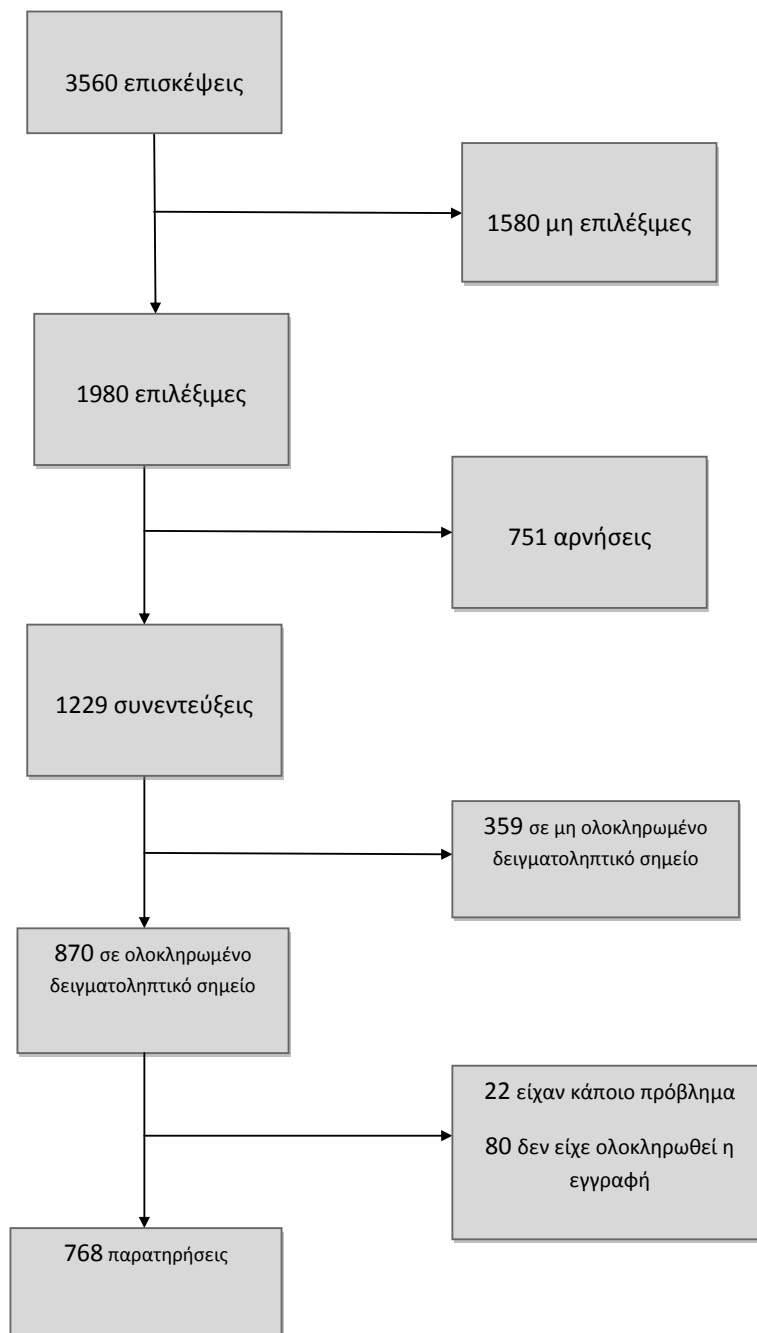 3560 επισκέψεις
1580 μη επιλέξιμες
1980 επιλέξιμες
751 αρνήσεις
1229 συνεντεύξεις
359 σε μη ολοκληρωμένο
δειγματοληπτικό σημείο
870 σε ολοκληρωμένο
δειγματοληπτικό σημείο
22 είχαν κάποιο πρόβλημα
80 δεν είχε ολοκληρωθεί η
εγγραφή
768 παρατηρήσεις